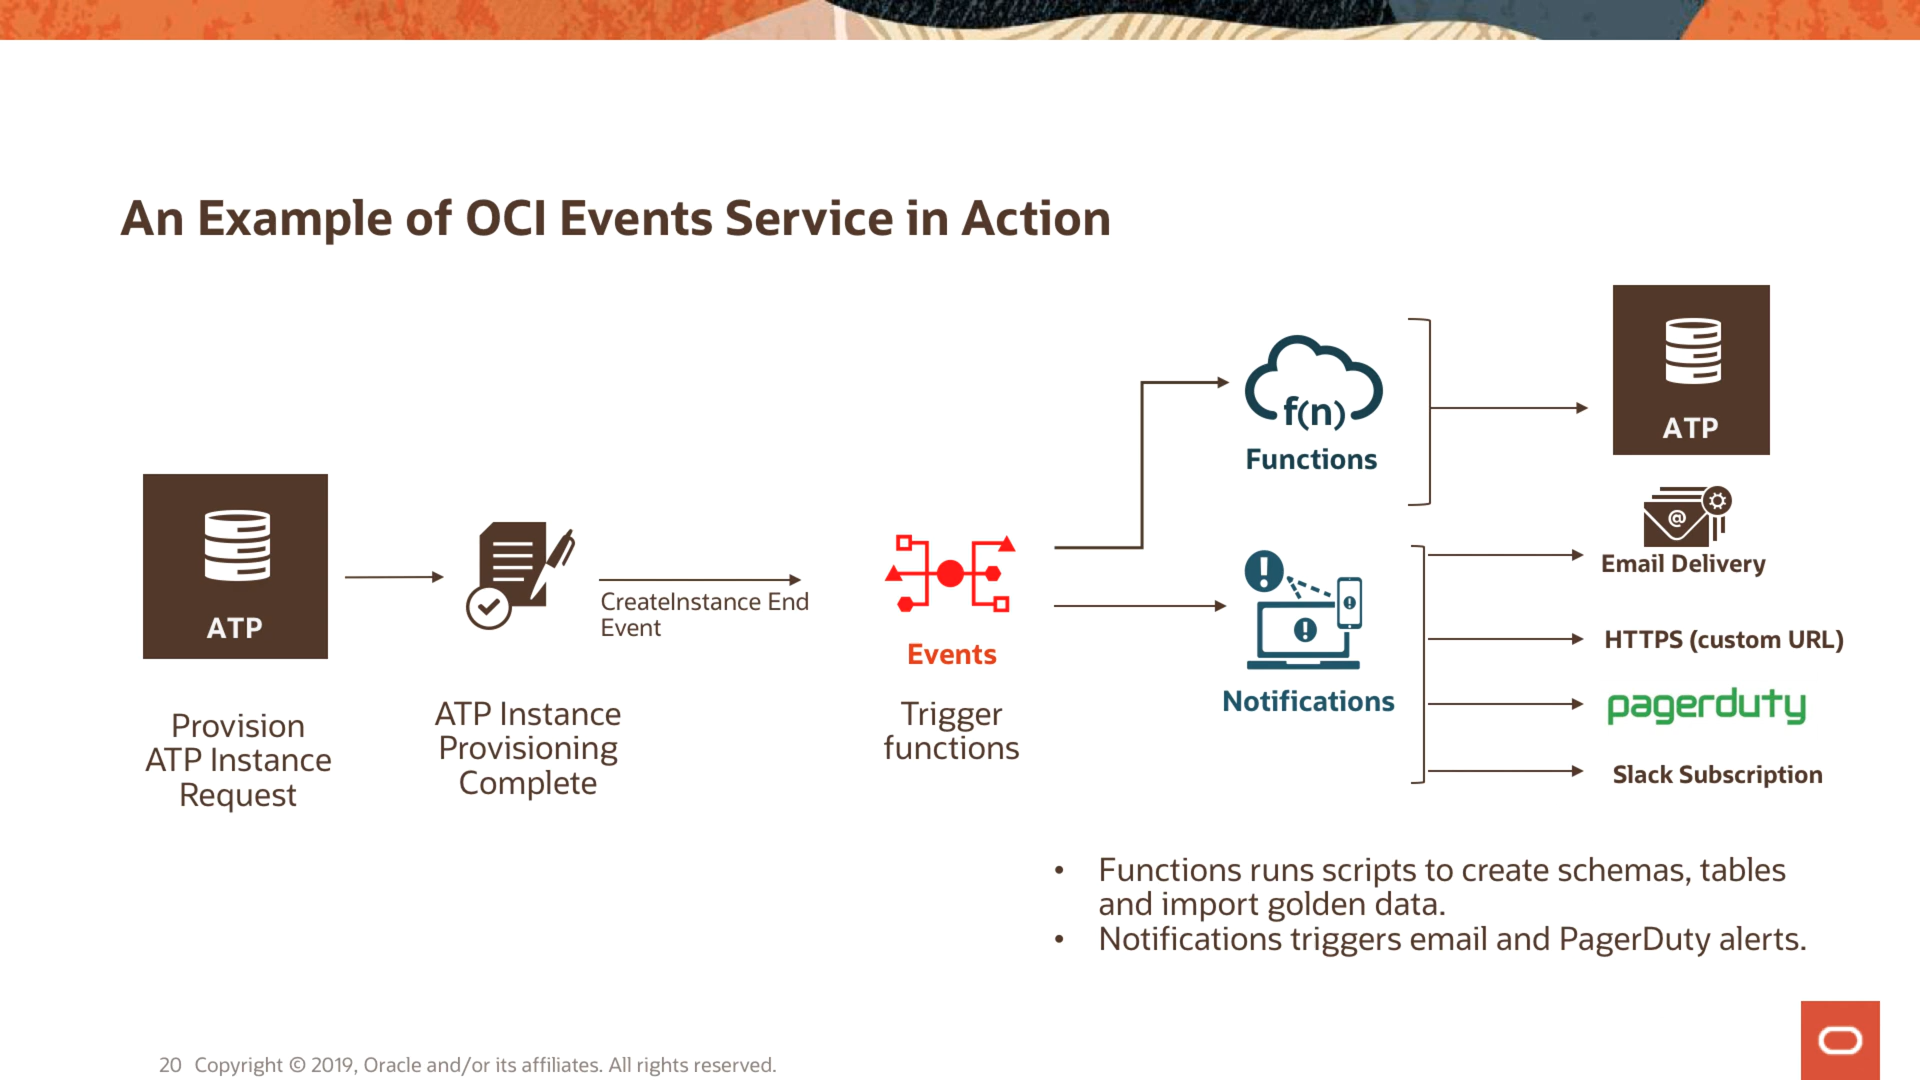 An Example of OCI Events Service in Action
ATP
Provision
ATP Instance
Request
ATP Instance
Provisioning
Complete
CreateInstance End
Event
Events
Trigger
functions
f(n)
Functions
Notifications
ATP
@
Email Delivery
HTTPS (custom URL)
pagerduty
Slack Subscription
• Functions runs scripts to create schemas, tables
and import golden data.
• Notifications triggers email and PagerDuty alerts.
20 Copyright © 2019, Oracle and/or its affiliates. All rights reserved.